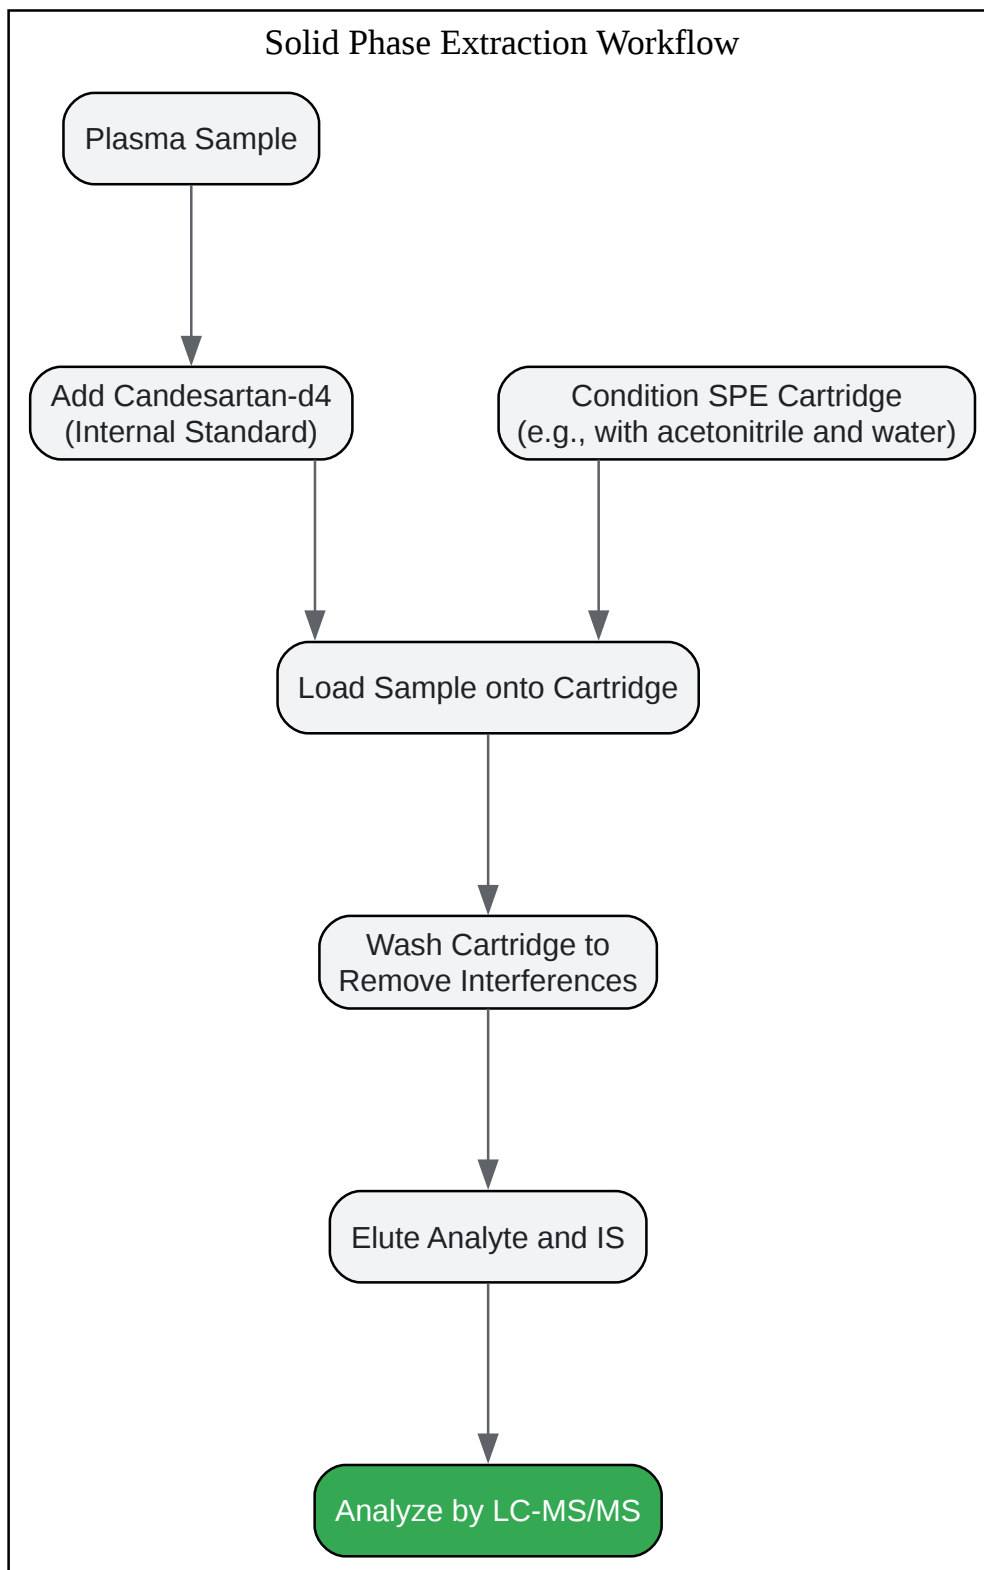 Solid Phase Extraction Workflow
Plasma Sample
Add Candesartan-d4
(Internal Standard)
Condition SPE Cartridge
(e.g., with acetonitrile and water)
Load Sample onto Cartridge
Wash Cartridge to
Remove Interferences
Elute Analyte and IS
Analyze by LC-MS/MS